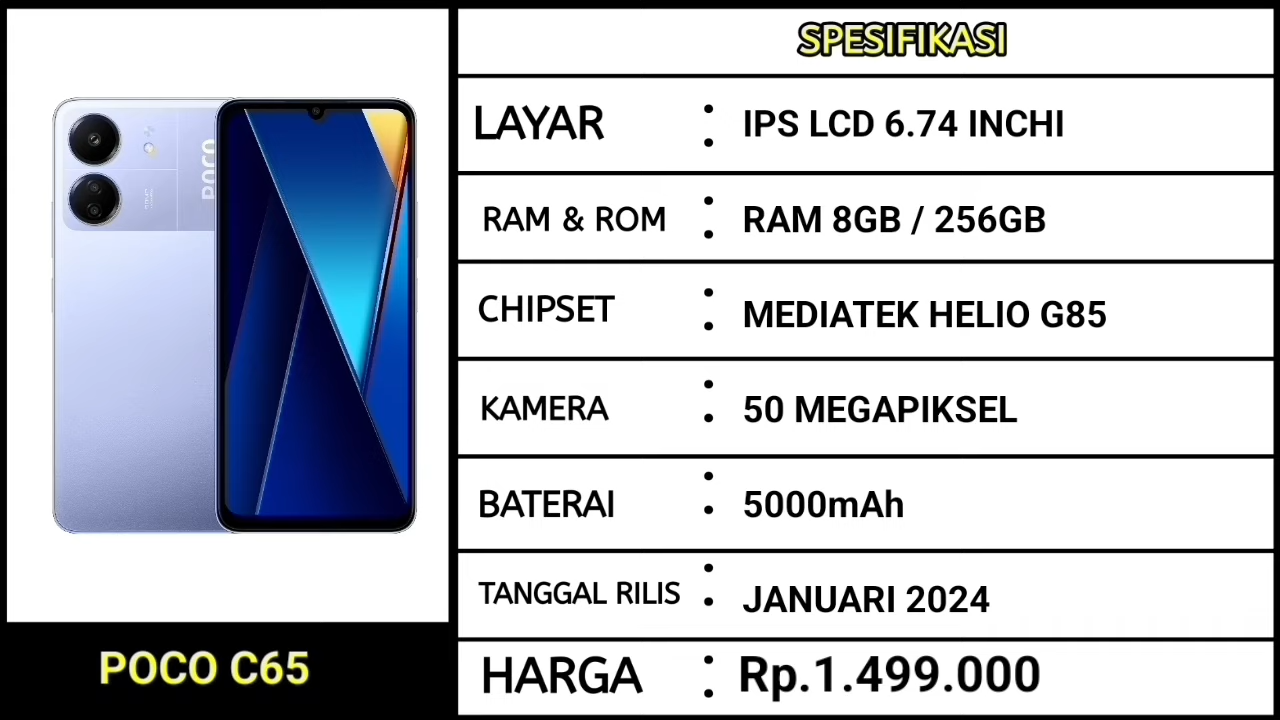 SPESIFIKASI
LAYAR : IPS LCD 6.74 INCHI
RAM & ROM : RAM 8GB / 256GB
CHIPSET : MEDIATEK HELIO G85
KAMERA : 50 MEGAPIKSEL
BATERAI : 5000mAh
TANGGAL RILIS : JANUARI 2024
HARGA : Rp.1.499.000
POCO
POCO C65